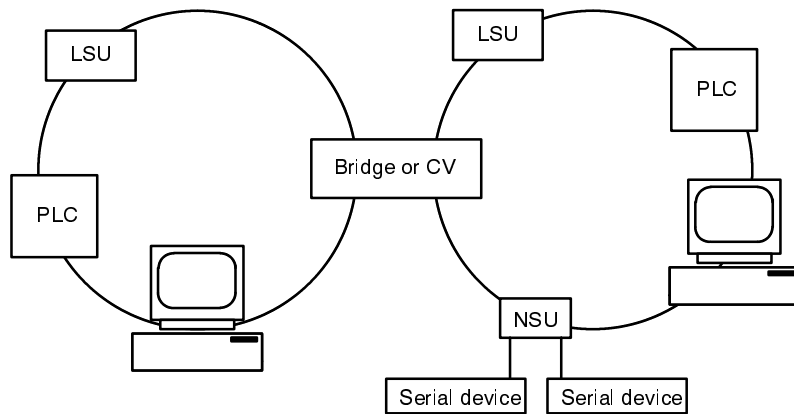 LSU
LSU
PLC
Bridge or CV
PLC
NSU
Serial device
Serial device